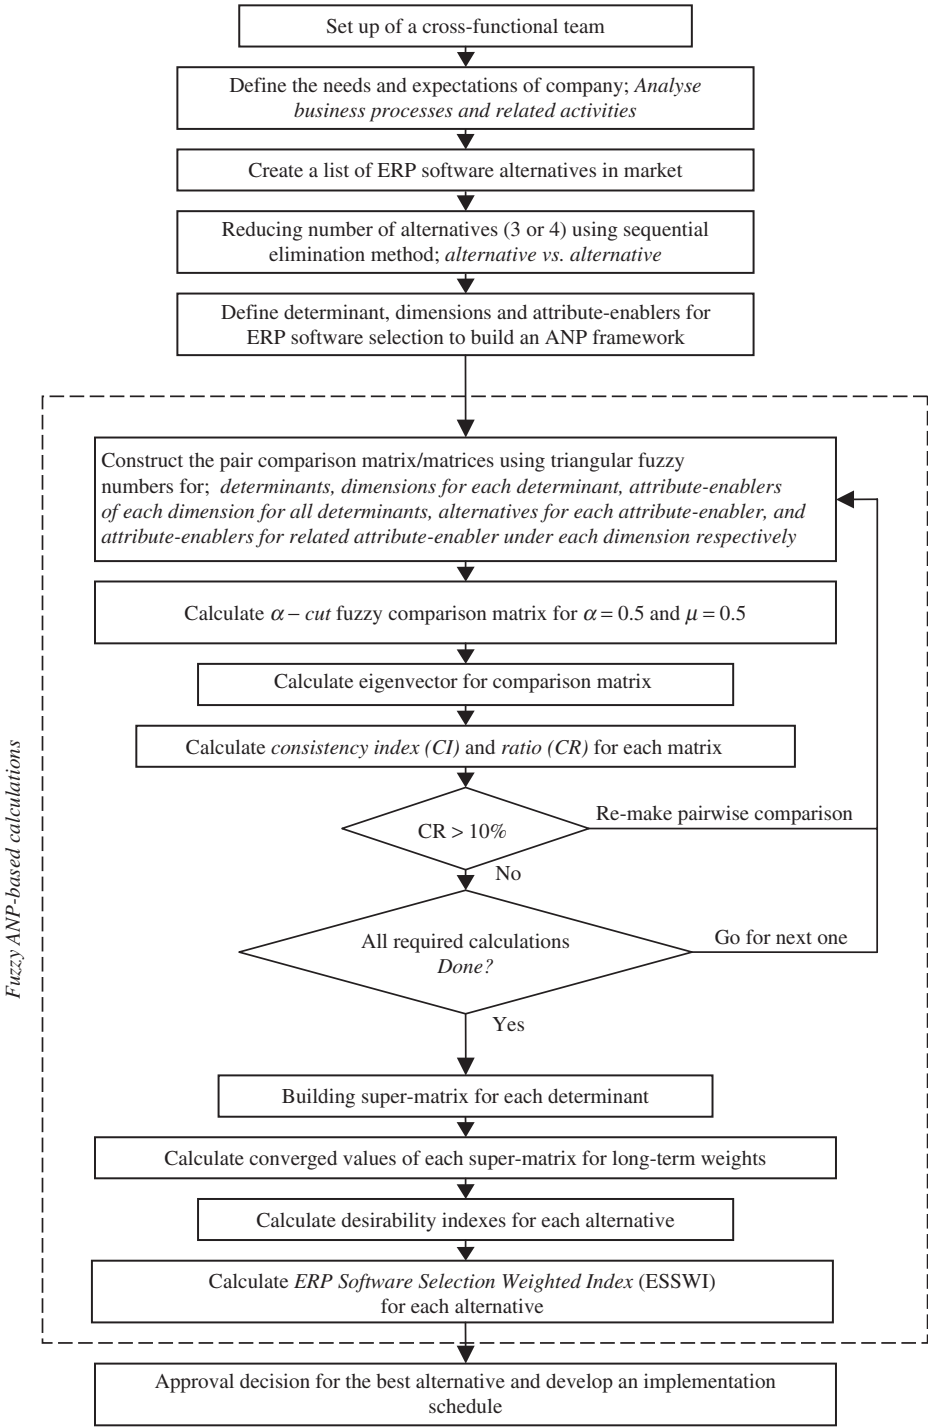 Set up of a cross-functional team
Define the needs and expectations of company; Analyse
business processes and related activities
Create a list of ERP software alternatives in market
Reducing number of alternatives (3 or 4) using sequential
elimination method; alternative vs. alternative
Define determinant, dimensions and attribute-enablers for
ERP software selection to build an ANP framework
Construct the pair comparison matrix/matrices using triangular fuzzy
numbers for; determinants, dimensions for each determinant, attribute-enablers
of each dimension for all determinants, alternatives for each attribute-enabler, and
attribute-enablers for related attribute-enabler under each dimension respectively
Calculate α – cut fuzzy comparison matrix for α = 0.5 and μ = 0.5
Calculate eigenvector for comparison matrix
Calculate consistency index (CI) and ratio (CR) for each matrix
CR > 10%
Re-make pairwise comparison
No
All required calculations
Done?
Go for next one
Yes
Building super-matrix for each determinant
Calculate converged values of each super-matrix for long-term weights
Calculate desirability indexes for each alternative
Calculate ERP Software Selection Weighted Index (ESSWI)
for each alternative
Fuzzy ANP-based calculations
Approval decision for the best alternative and develop an implementation
schedule